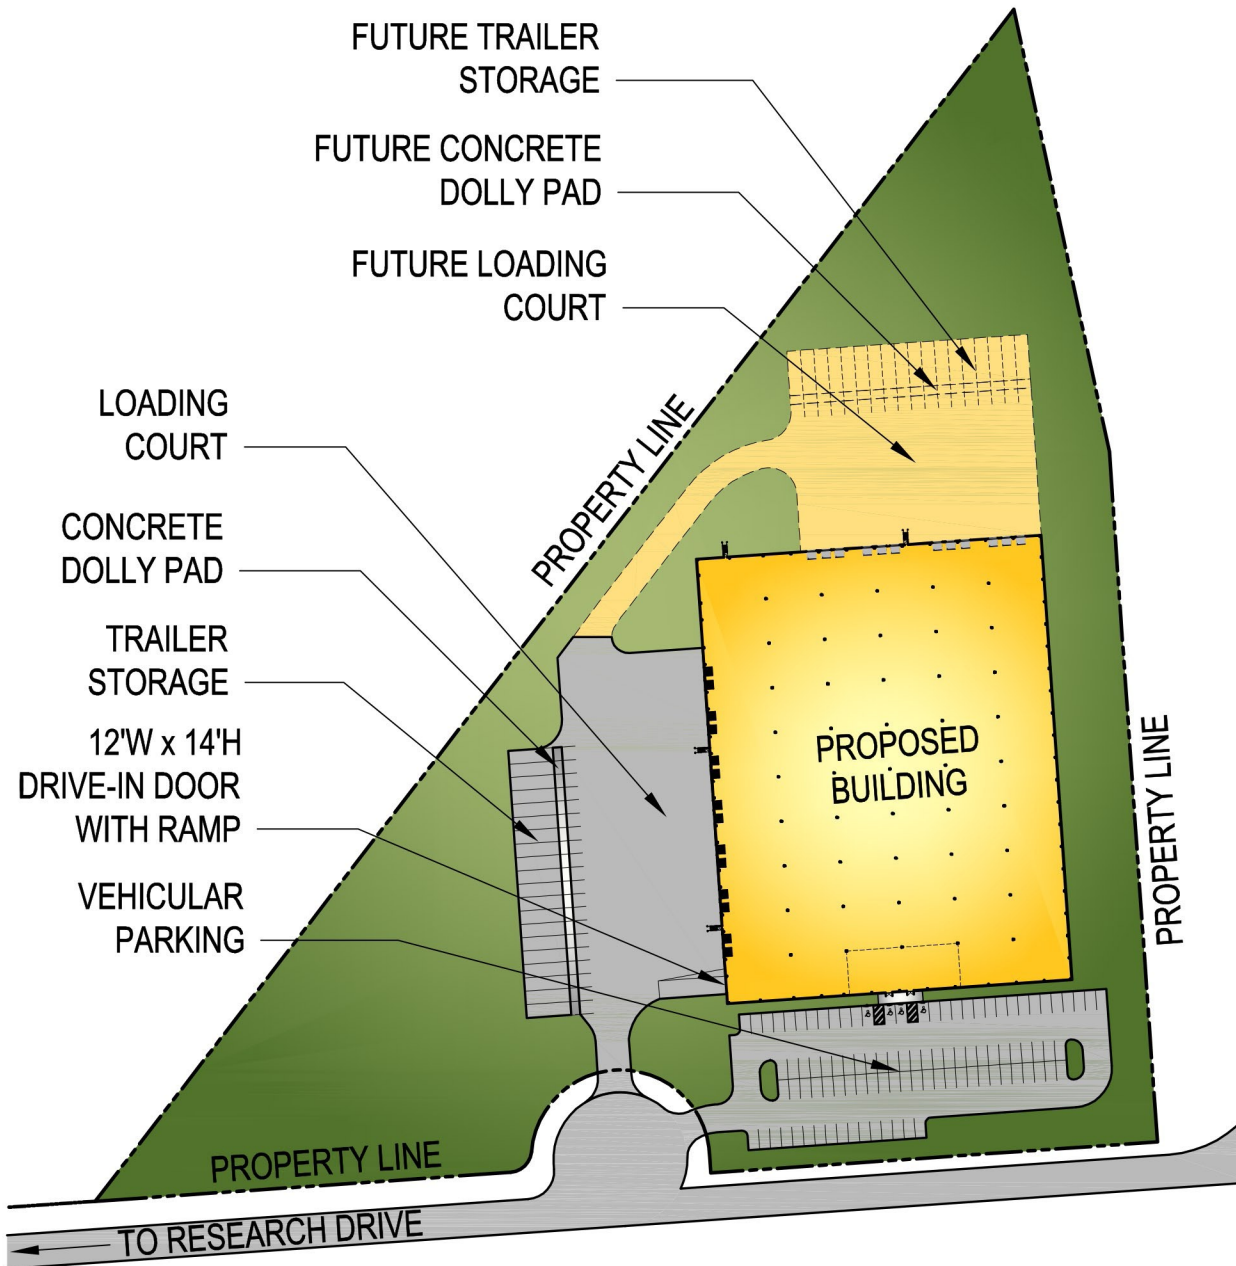 FUTURE TRAILER
STORAGE
FUTURE CONCRETE
DOLLY PAD
FUTURE LOADING
COURT
LOADING
COURT
CONCRETE
DOLLY PAD
TRAILER
STORAGE
12'W x 14'H
DRIVE-IN DOOR
WITH RAMP
VEHICULAR
PARKING
PROPERTY LINE
PROPOSED
BUILDING
PROPERTY LINE
PROPERTY LINE
TO RESEARCH DRIVE